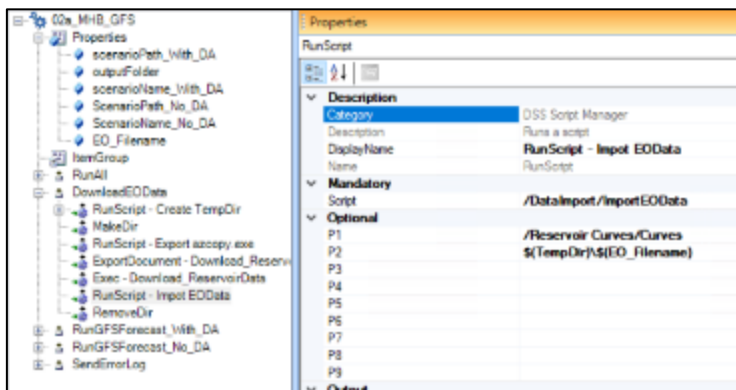 02a_MHB_GFS
Properties
scenarioPath_With_DA
outputFolder
scenarioName_With_DA
ScenarioPath_No_DA
ScenarioName_No_DA
EO_Filename
ItemGroup
RunAll
DownloadEOData
RunScript - Create TempDir
MakeDir
RunScript - Export azcopy.exe
ExportDocument - Download_Reserv
Exec - Download_ReservoirData
RunScript - Impot EOData
RemoveDir
RunGFSForecast_With_DA
RunGFSForecast_No_DA
SendErrorLog
Properties
RunScript
Description
Category DSS Script Manager
Description Runs a script
DisplayName RunScript - Impot EOData
Name RunScript
Mandatory
Script /DataImport/ImportEOData
Optional
P1 /Reservoir Curves/Curves
P2 $(TempDir)\$(EO_Filename)
P3
P4
P5
P6
P7
P8
P9
Output